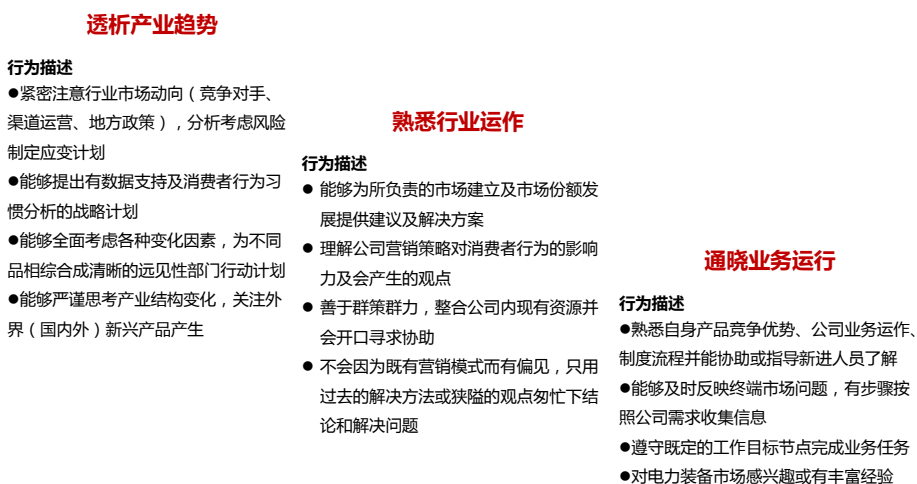 透析产业趋势
行为描述
●紧密注意行业市场动向（竞争对手、
渠道运营、地方政策），分析考虑风险
制定应变计划
●能够提出有数据支持及消费者行为习
惯分析的战略计划
●能够全面考虑各种变化因素，为不同
品相综合成清晰的远见性部门行动计划
●能够严谨思考产业结构变化，关注外
界（国内外）新兴产品产生
熟悉行业运作
行为描述
● 能够为所负责的市场建立及市场份额发
展提供建议及解决方案
● 理解公司营销策略对消费者行为的影响
力及会产生的观点
● 善于群策群力，整合公司内现有资源并
会开口寻求协助
● 不会因为既有营销模式而有偏见，只用
过去的解决方法或狭隘的观点匆忙下结
论和解决问题
通晓业务运行
行为描述
●熟悉自身产品竞争优势、公司业务运作、
制度流程并能协助或指导新进人员了解
●能够及时反映终端市场问题，有步骤按
照公司需求收集信息
●遵守既定的工作目标节点完成业务任务
●对电力装备市场感兴趣或有丰富经验